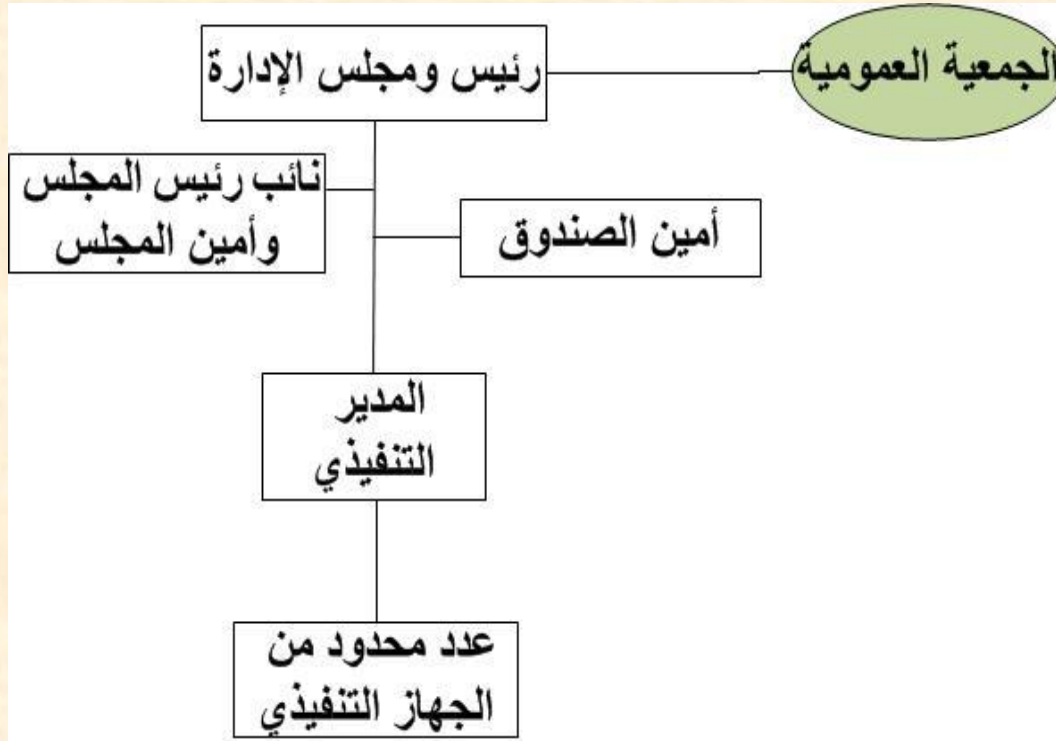 الجمعية العمومية
رئيس ومجلس الإدارة
نائب رئيس المجلس
وأمين المجلس
أمين الصندوق
المدير
التنفيذي
عدد محدود من
الجهاز التنفيذي